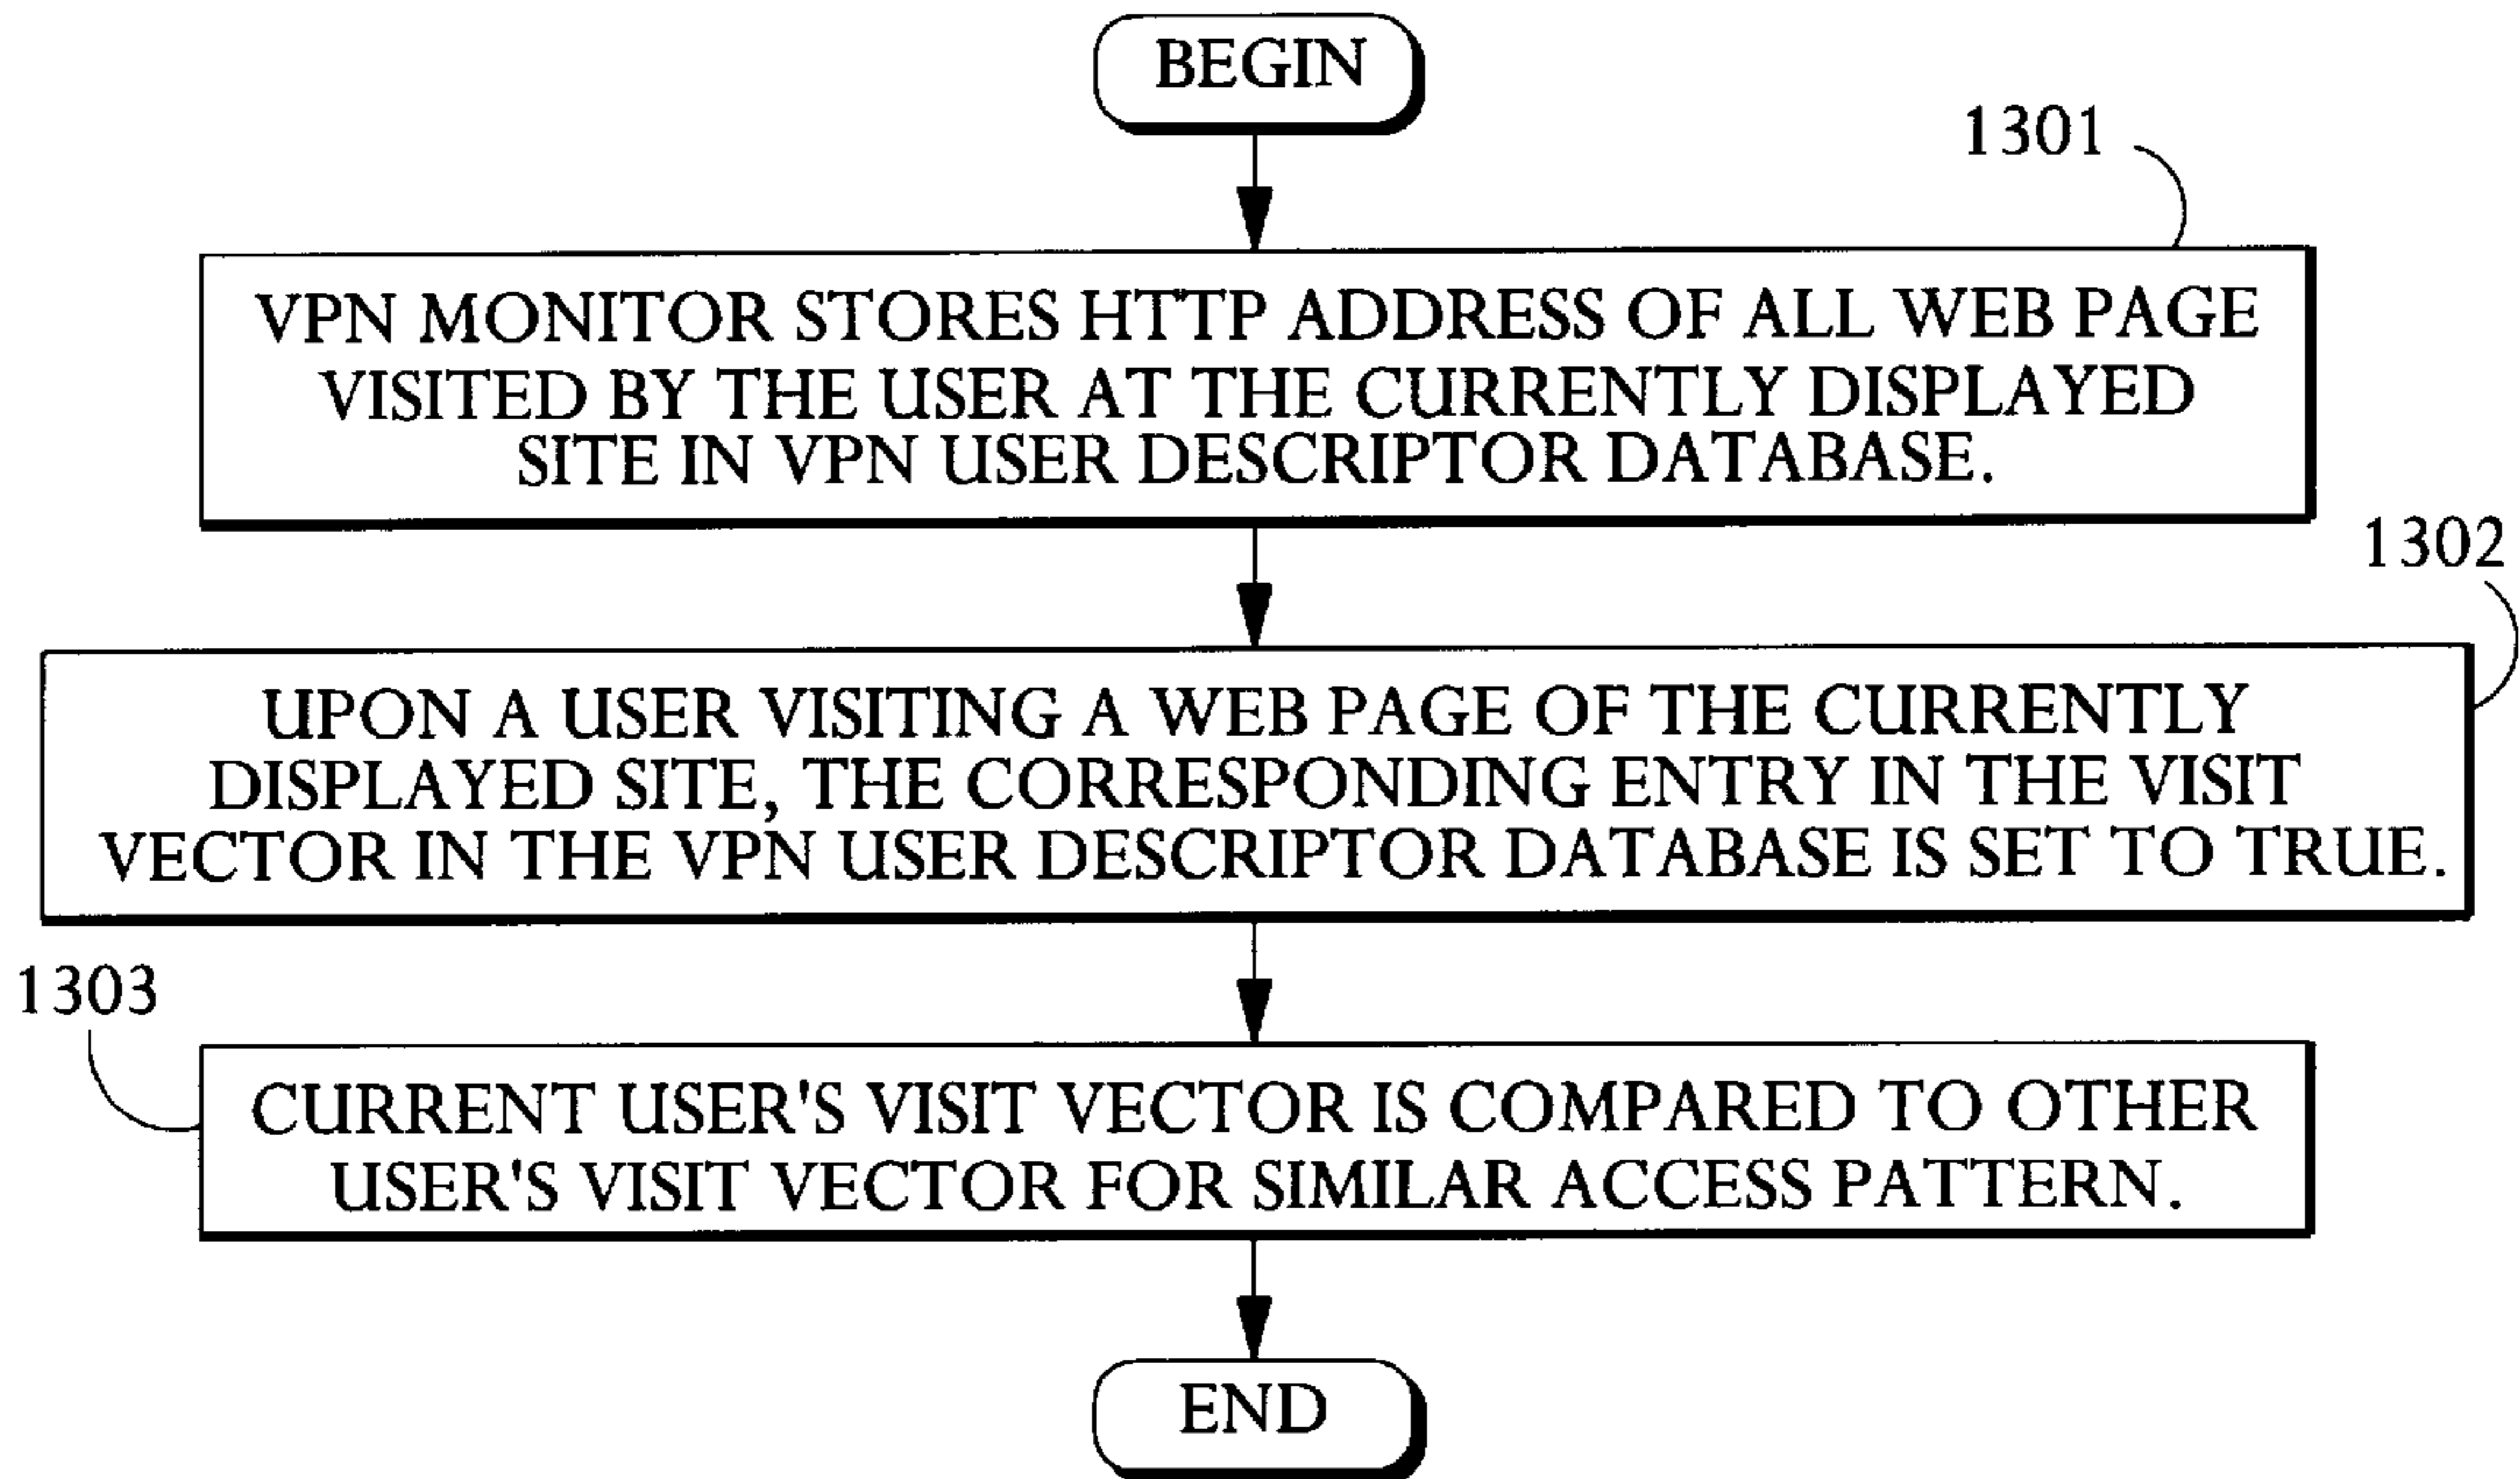 BEGIN
1301
VPN MONITOR STORES HTTP ADDRESS OF ALL WEB PAGE
VISITED BY THE USER AT THE CURRENTLY DISPLAYED
SITE IN VPN USER DESCRIPTOR DATABASE.
1302
UPON A USER VISITING A WEB PAGE OF THE CURRENTLY
DISPLAYED SITE, THE CORRESPONDING ENTRY IN THE VISIT
VECTOR IN THE VPN USER DESCRIPTOR DATABASE IS SET TO TRUE.
1303
CURRENT USER'S VISIT VECTOR IS COMPARED TO OTHER
USER'S VISIT VECTOR FOR SIMILAR ACCESS PATTERN.
END